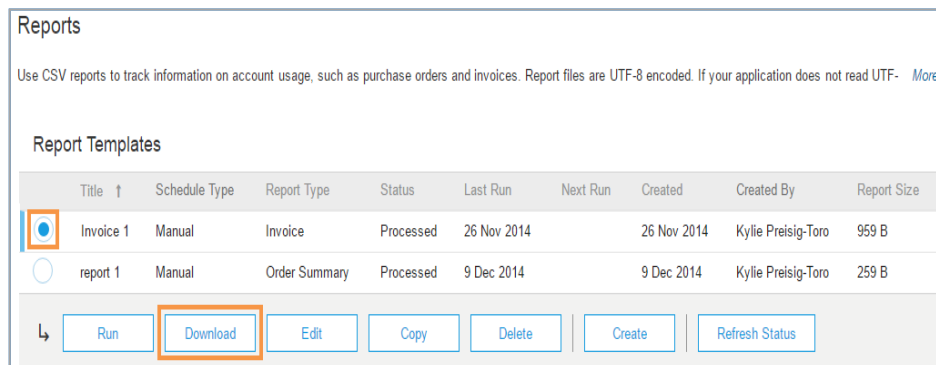 Reports
Use CSV reports to track information on account usage, such as purchase orders and invoices. Report files are UTF-8 encoded. If your application does not read UTF- More
Report Templates
Title ↑ Schedule Type Report Type Status Last Run Next Run Created Created By Report Size
Invoice 1 Manual Invoice Processed 26 Nov 2014 26 Nov 2014 Kylie Preisig-Toro 959 B
report 1 Manual Order Summary Processed 9 Dec 2014 9 Dec 2014 Kylie Preisig-Toro 259 B
Run Download Edit Copy Delete Create Refresh Status